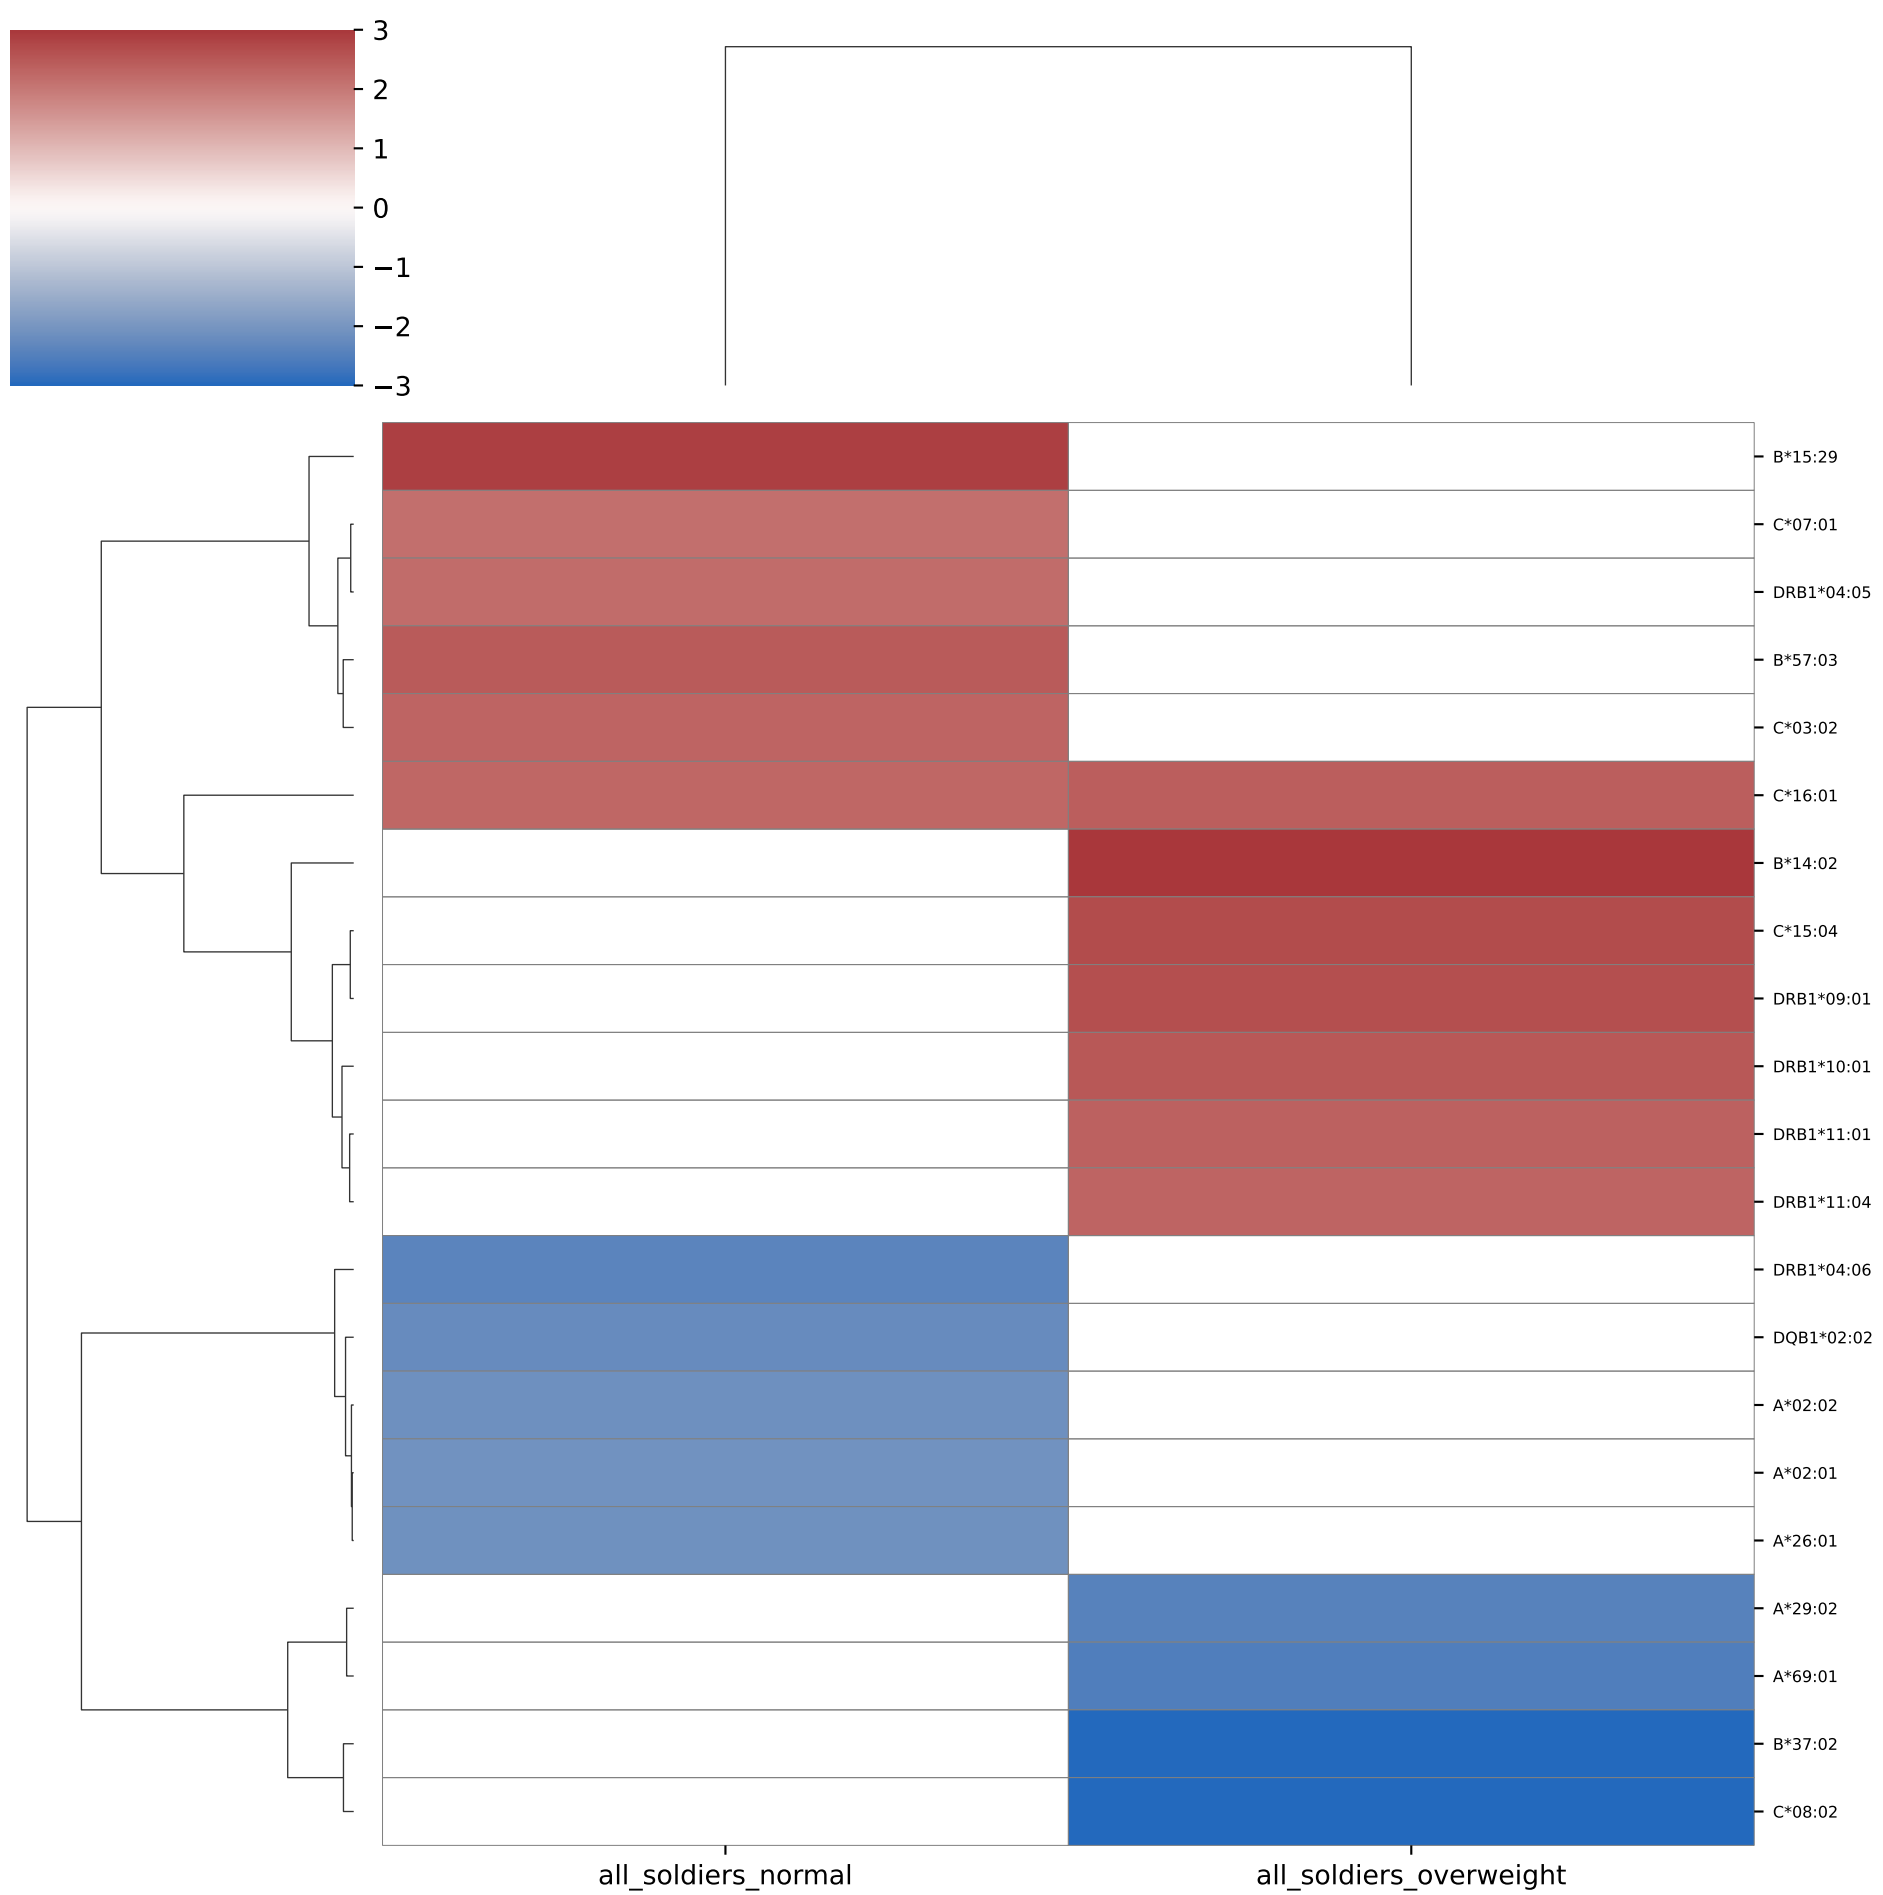 3
2
1
0
−1
−2
−3
B*15:29
C*07:01
DRB1*04:05
B*57:03
C*03:02
C*16:01
B*14:02
C*15:04
DRB1*09:01
DRB1*10:01
DRB1*11:01
DRB1*11:04
DRB1*04:06
DQB1*02:02
A*02:02
A*02:01
A*26:01
A*29:02
A*69:01
B*37:02
C*08:02
all_soldiers_normal
all_soldiers_overweight